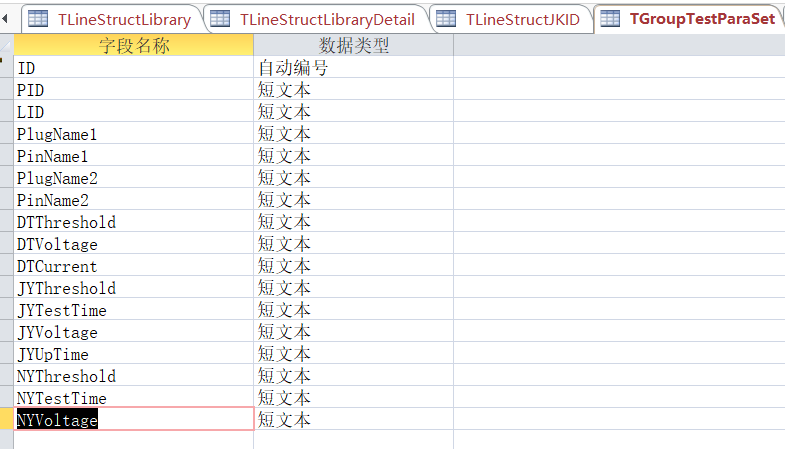 TLineStructLibrary TLineStructLibraryDetail TLineStructJKID TGroupTestParaSet
字段名称 数据类型
ID 自动编号
PID 短文本
LID 短文本
PlugName1 短文本
PinName1 短文本
PlugName2 短文本
PinName2 短文本
DTThreshold 短文本
DTVoltage 短文本
DTCurrent 短文本
JYThreshold 短文本
JYTestTime 短文本
JYVoltage 短文本
JYUpTime 短文本
NYThreshold 短文本
NYTestTime 短文本
NYVoltage 短文本